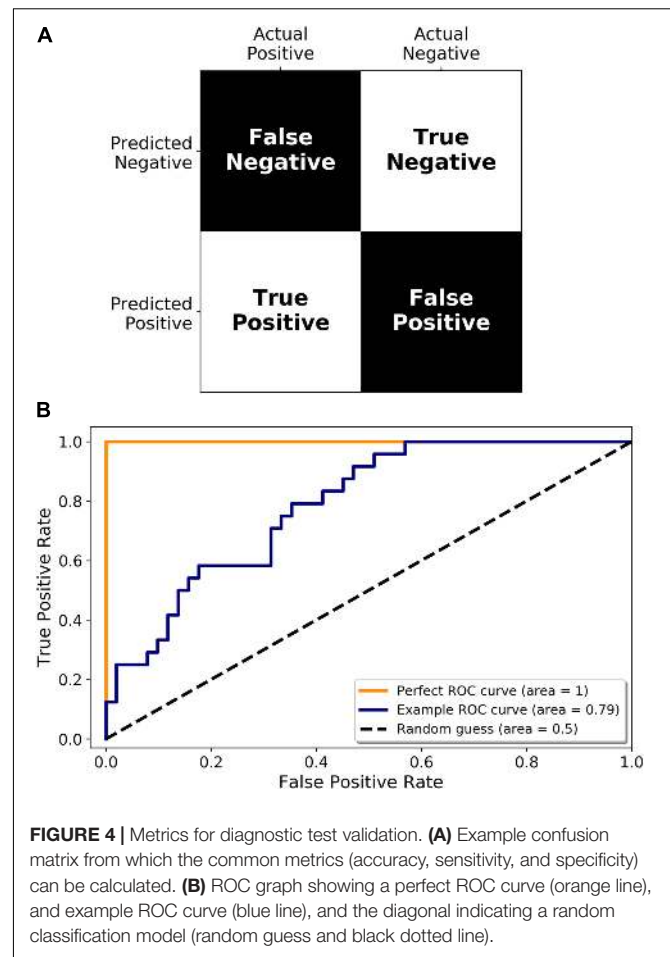 A
Actual Positive
Actual Negative
Predicted Negative
False Negative
True Negative
Predicted Positive
True Positive
False Positive
B
True Positive Rate
1.0
0.8
0.6
0.4
0.2
0.0
Perfect ROC curve (area = 1)
Example ROC curve (area = 0.79)
Random guess (area = 0.5)
0.0 0.2 0.4 0.6 0.8 1.0
False Positive Rate
FIGURE 4 | Metrics for diagnostic test validation. (A) Example confusion
matrix from which the common metrics (accuracy, sensitivity, and specificity)
can be calculated. (B) ROC graph showing a perfect ROC curve (orange line),
and example ROC curve (blue line), and the diagonal indicating a random
classification model (random guess and black dotted line).